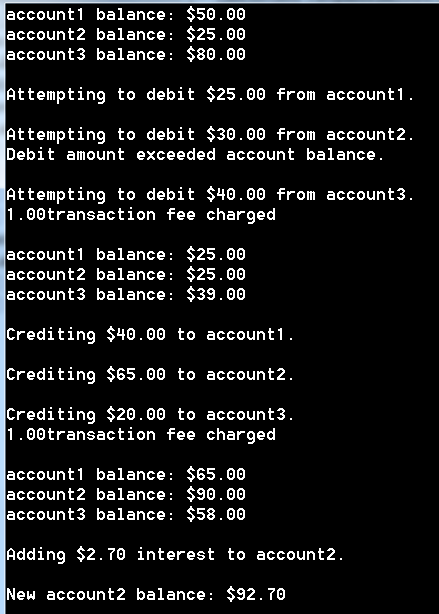 account1 balance: $50.00
account2 balance: $25.00
account3 balance: $80.00
Attempting to debit $25.00 from account1.
Attempting to debit $30.00 from account2.
Debit amount exceeded account balance.
Attempting to debit $40.00 from account3.
1.00transaction fee charged
account1 balance: $25.00
account2 balance: $25.00
account3 balance: $39.00
Crediting $40.00 to account1.
Crediting $65.00 to account2.
Crediting $20.00 to account3.
1.00transaction fee charged
account1 balance: $65.00
account2 balance: $90.00
account3 balance: $58.00
Adding $2.70 interest to account2.
New account2 balance: $92.70